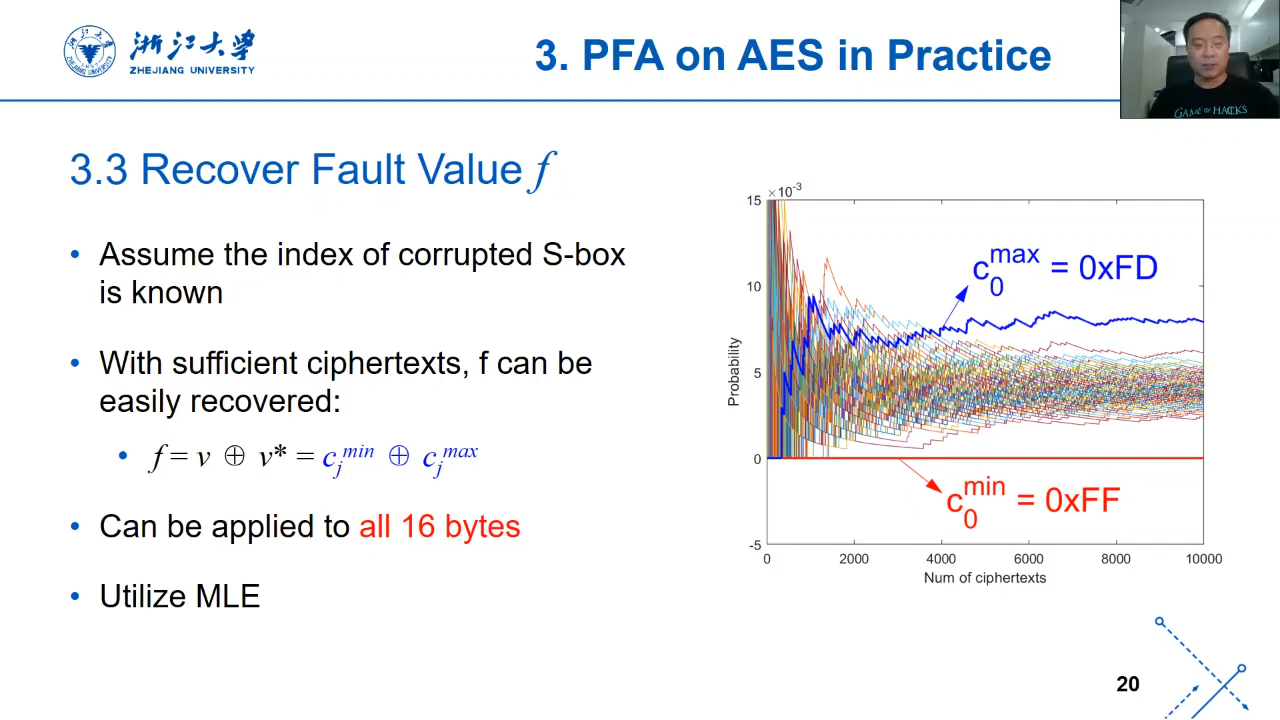 浙江大学
ZHEJIANG UNIVERSITY
3. PFA on AES in Practice
GAME OF HACKS
3.3 Recover Fault Value f
• Assume the index of corrupted S-box
is known
• With sufficient ciphertexts, f can be
easily recovered:
• f = v ⊕ v* = c_j^min ⊕ c_j^max
• Can be applied to all 16 bytes
• Utilize MLE
×10^-3
15
10
5
0
-5
Probability
c_0^max = 0xFD
c_0^min = 0xFF
0 2000 4000 6000 8000 10000
Num of ciphertexts
20